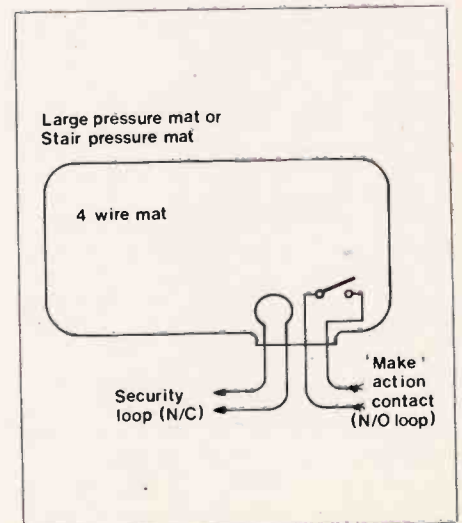 Large pressure mat or
Stair pressure mat
4 wire mat
Security
loop (N/C)
'Make'
action
contact
(N/O loop)